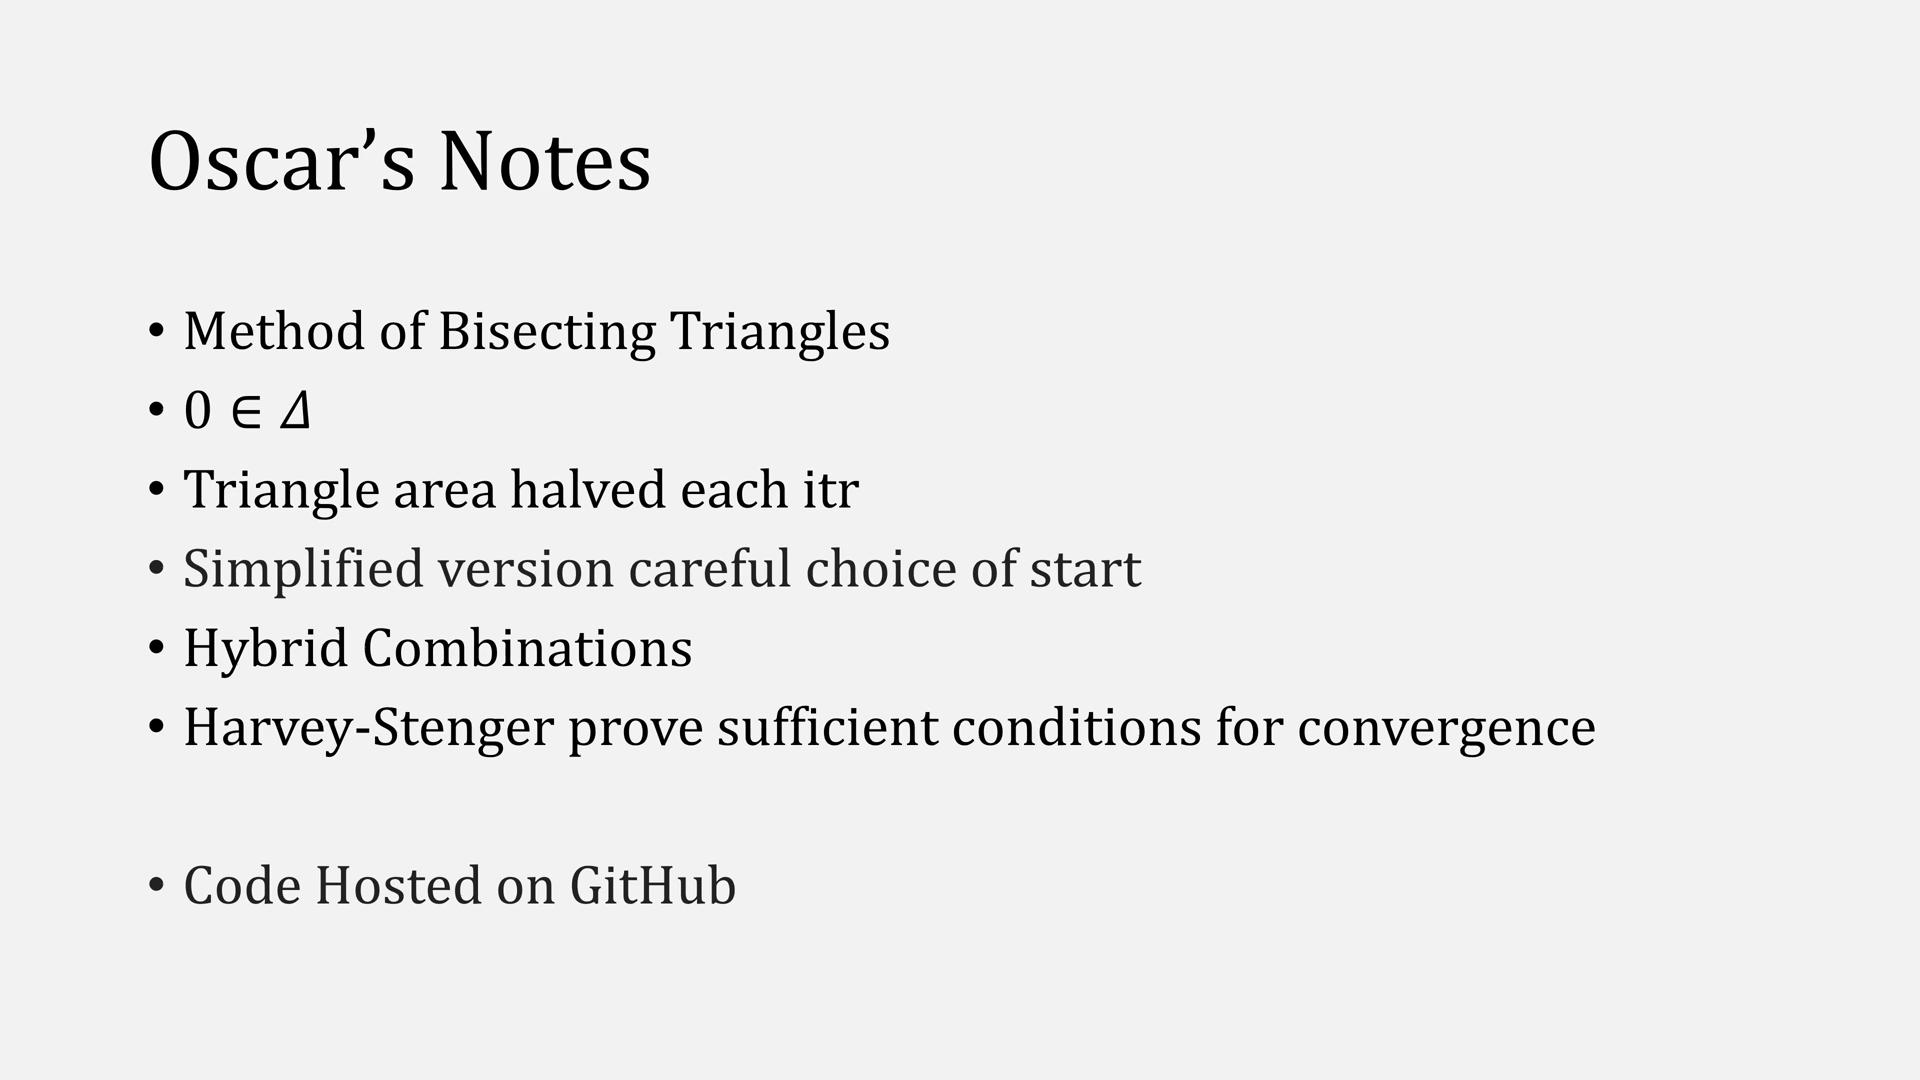 Oscar’s Notes
• Method of Bisecting Triangles
• 0 ∈ 𝛥
• Triangle area halved each itr
• Simplified version careful choice of start
• Hybrid Combinations
• Harvey-Stenger prove sufficient conditions for convergence
• Code Hosted on GitHub